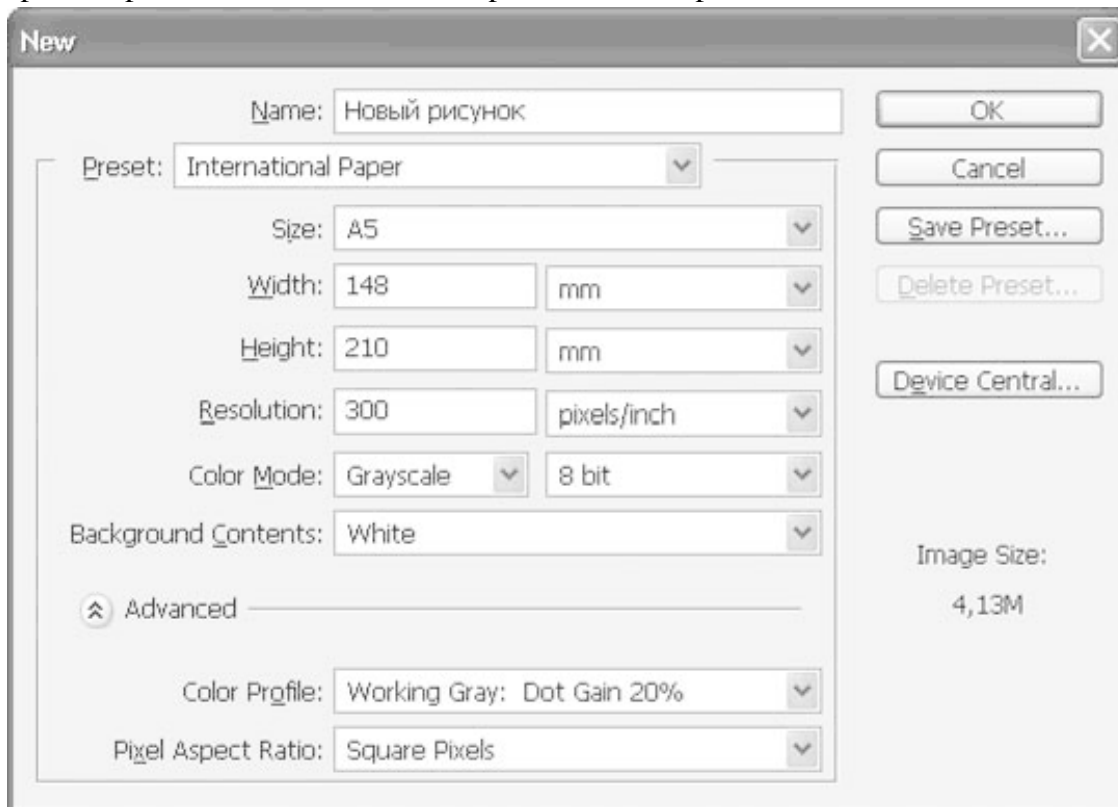 New
Name: Новый рисунок
OK
Preset: International Paper
Cancel
Size: A5
Save Preset...
Width: 148 mm
Delete Preset...
Height: 210 mm
Device Central...
Resolution: 300 pixels/inch
Color Mode: Grayscale 8 bit
Background Contents: White
Image Size:
4,13M
Advanced
Color Profile: Working Gray: Dot Gain 20%
Pixel Aspect Ratio: Square Pixels